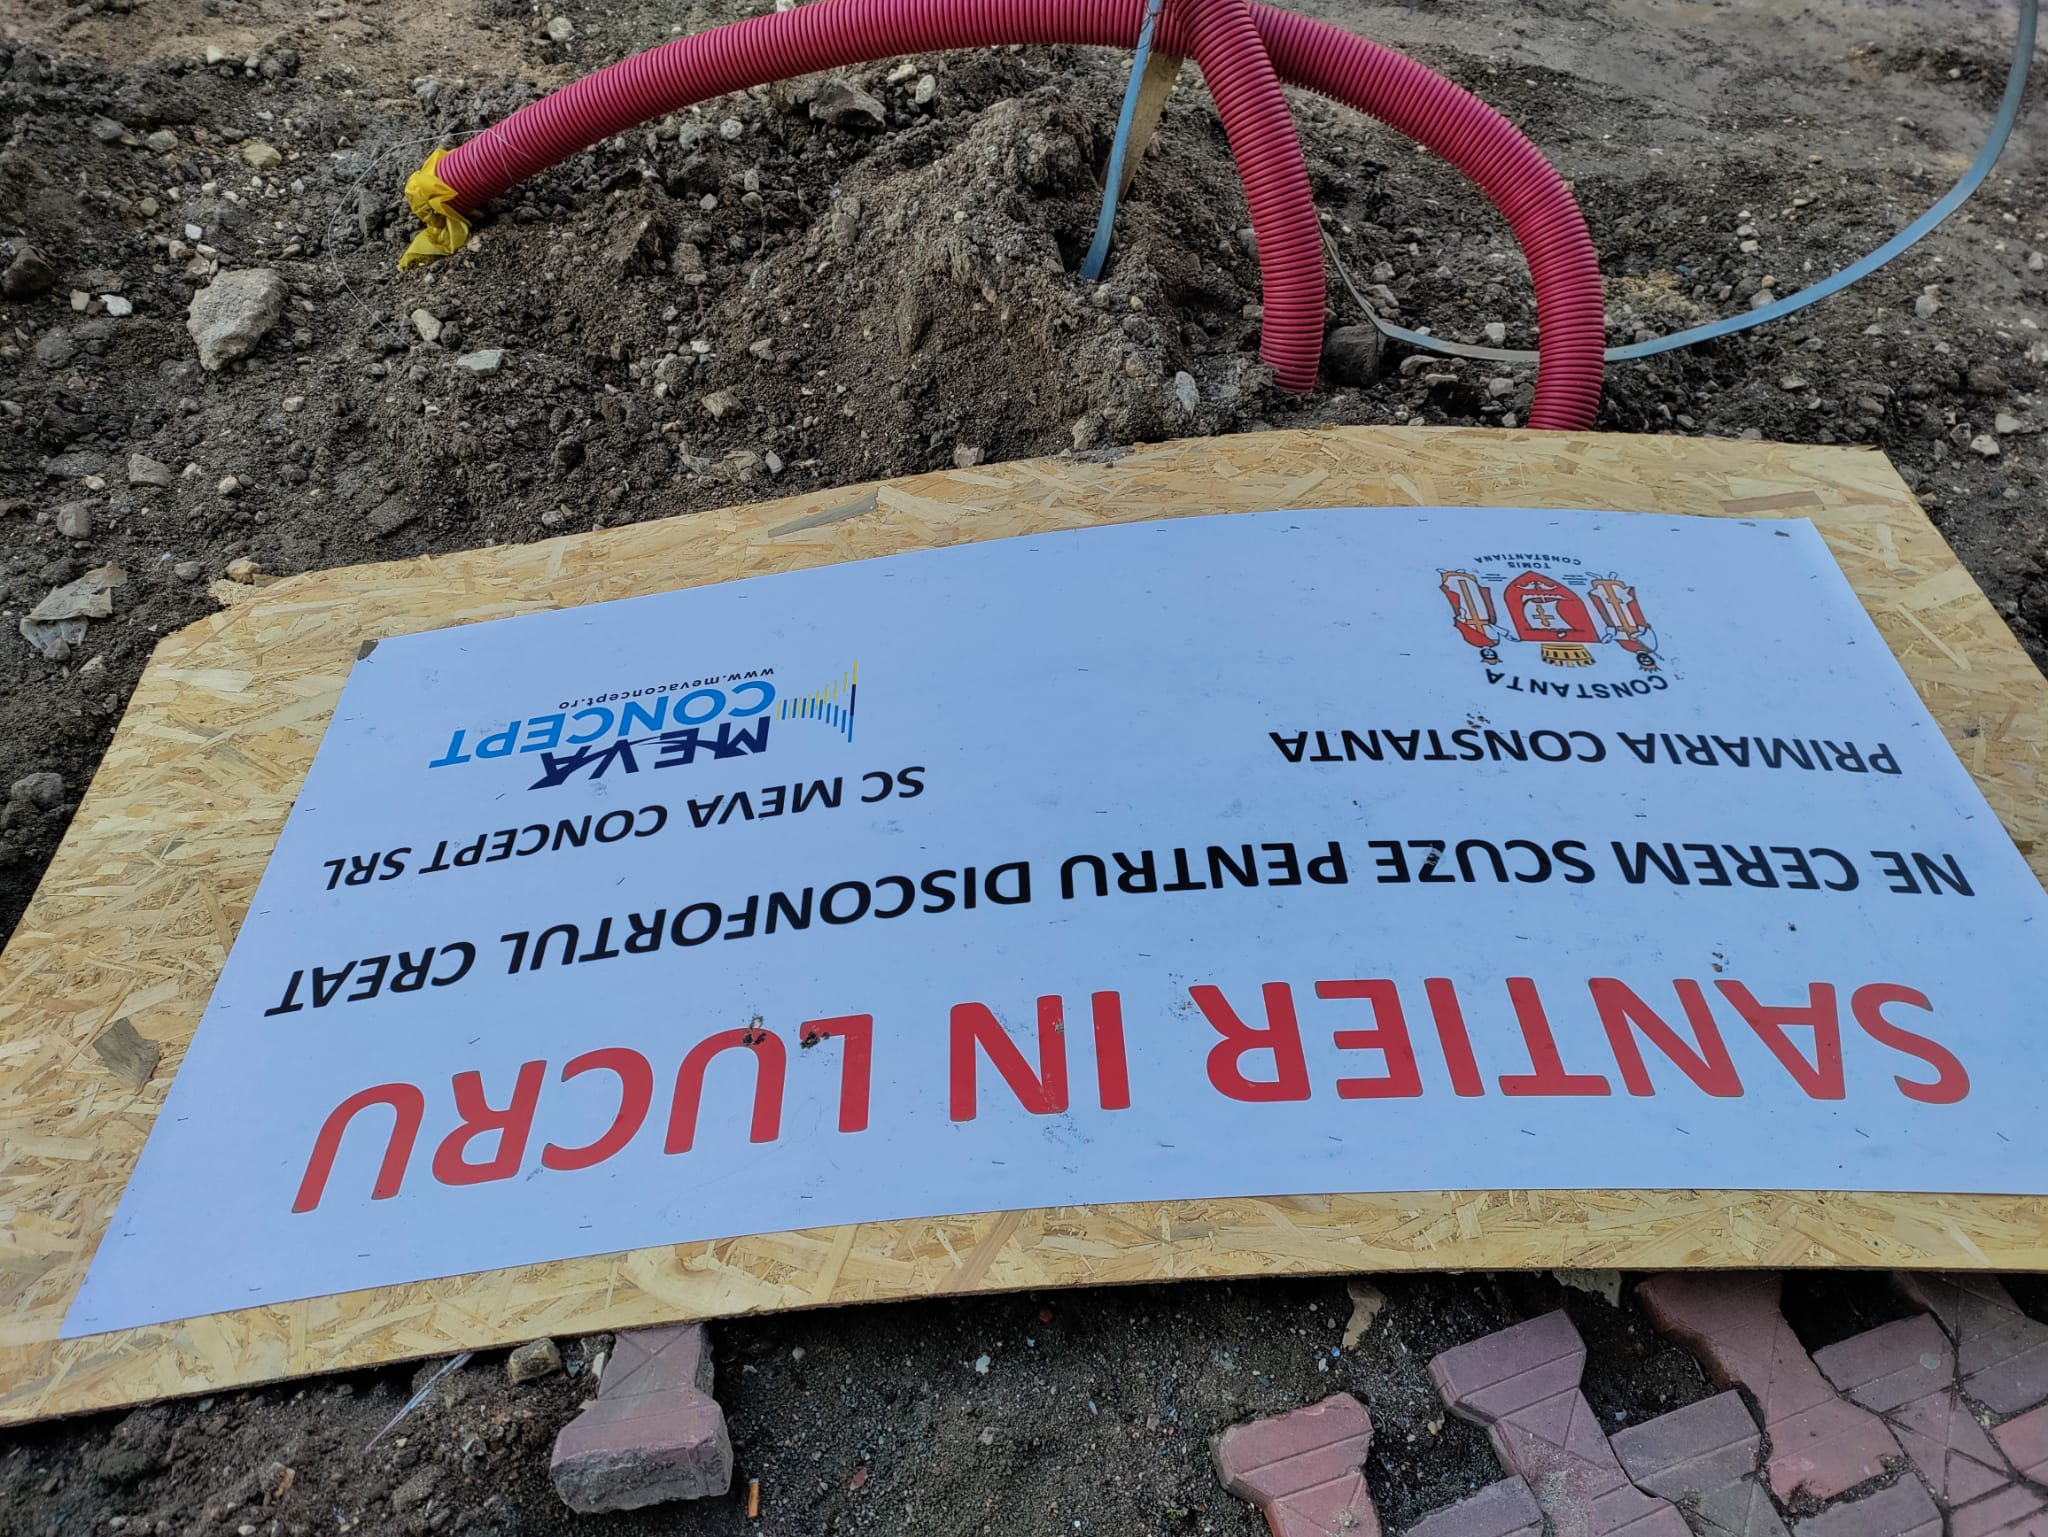 SANTIER IN LUCRU
NE CEREM SCUZE PENTRU DISCONFORTUL CREAT
PRIMARIA CONSTANTA
SC MEVA CONCEPT SRL
CONSTANTA
TOMIS
CONSTANTIANA
MEVA
CONCEPT
www.mevaconcept.ro